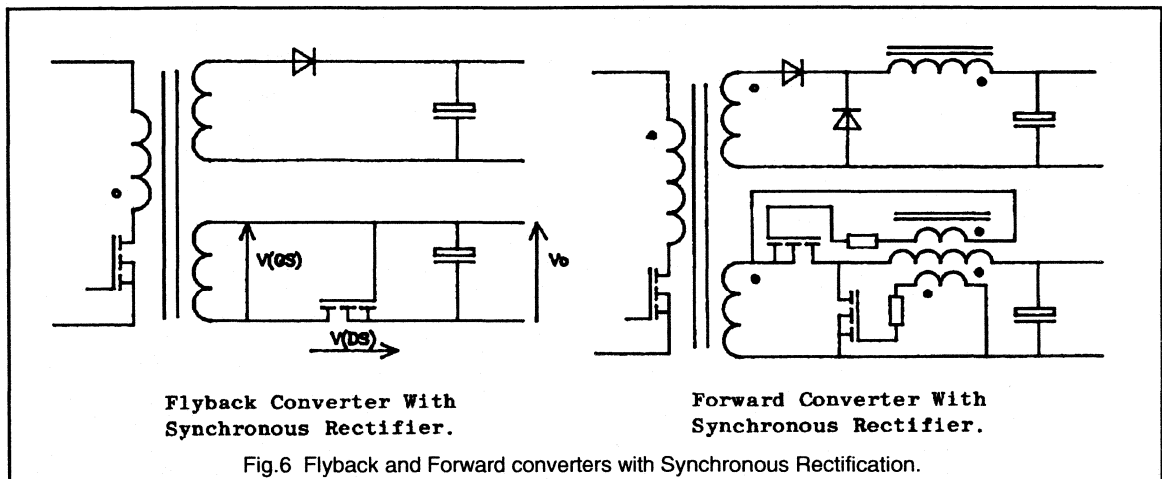 V(GS)
Vo
V(DS)
Flyback Converter With
Synchronous Rectifier.
Forward Converter With
Synchronous Rectifier.
Fig.6 Flyback and Forward converters with Synchronous Rectification.